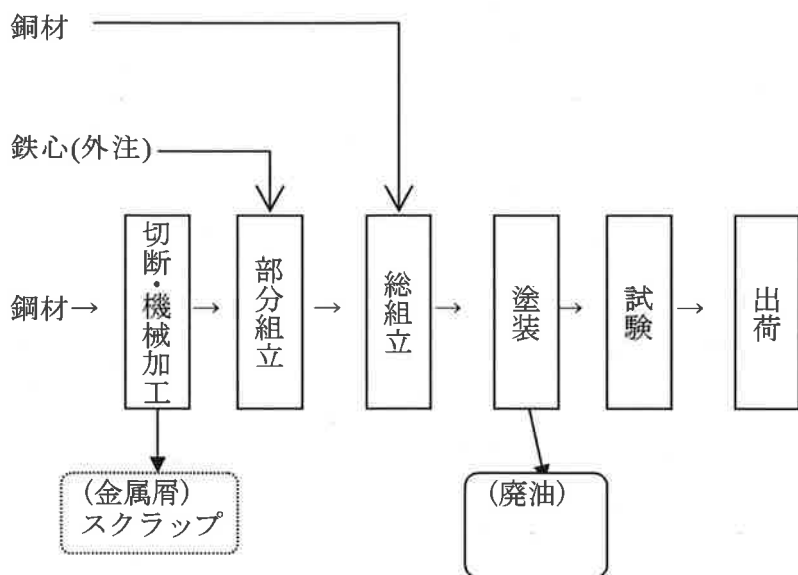 銅材
鉄心(外注)
鋼材
切断・機械加工
部分組立
総組立
塗装
試験
出荷
(金属屑)
スクラップ
(廃油)